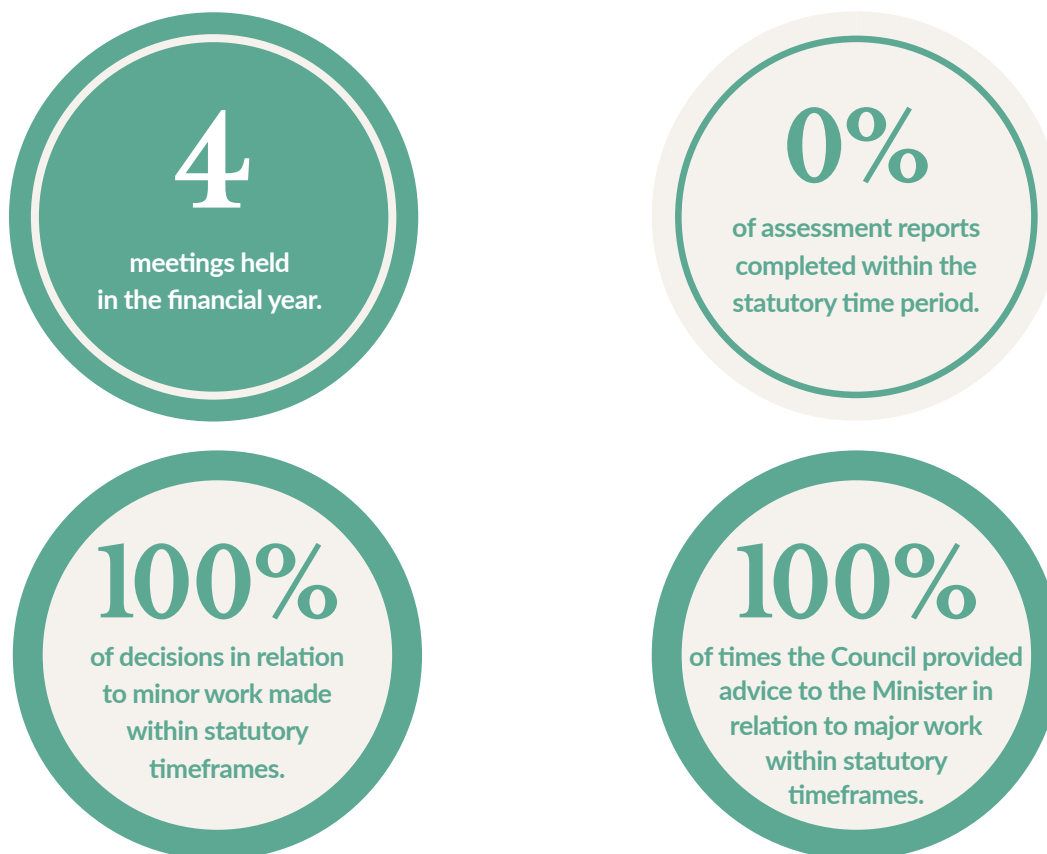 4
meetings held
in the financial year.
0%
of assessment reports
completed within the
statutory time period.
100%
of decisions in relation
to minor work made
within statutory
timeframes.
100%
of times the Council provided
advice to the Minister in
relation to major work
within statutory
timeframes.